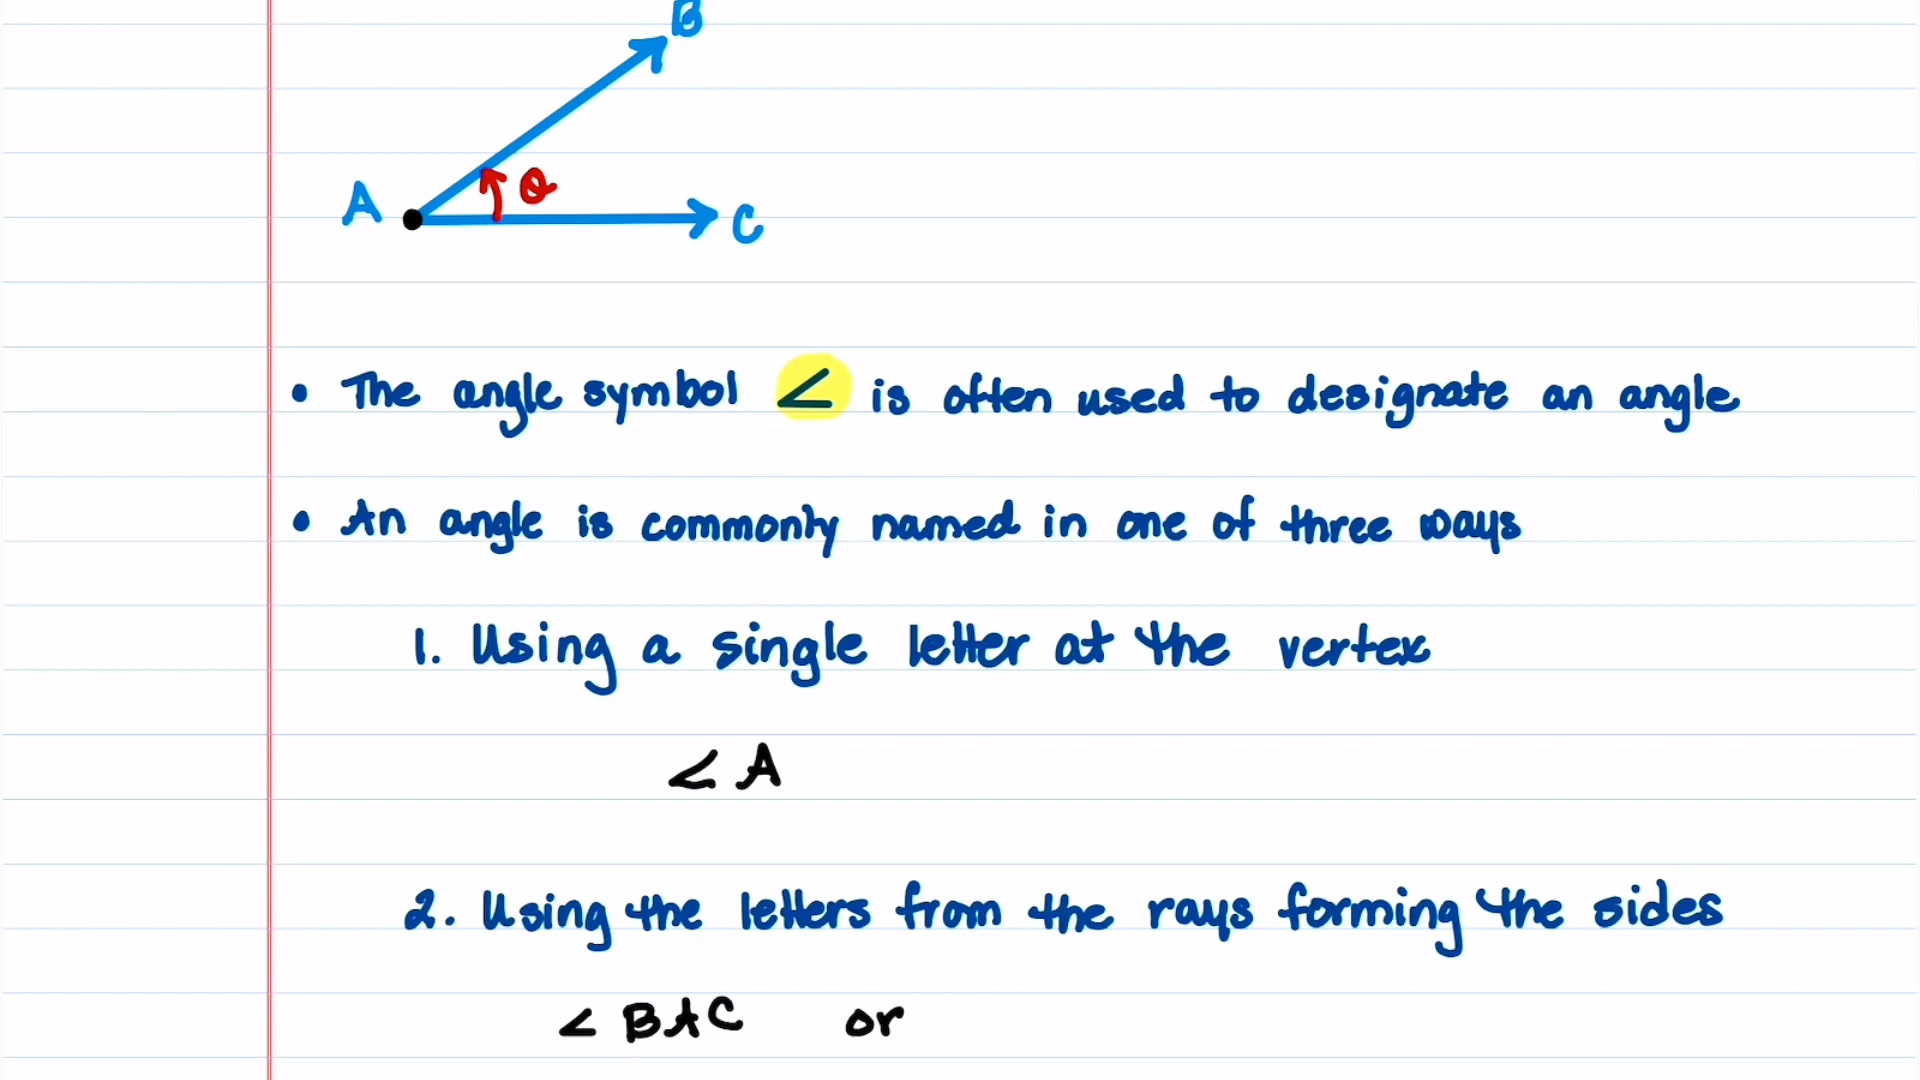 B
A θ
C
• The angle symbol ∠ is often used to designate an angle
• An angle is commonly named in one of three ways
1. Using a single letter at the vertex
∠ A
2. Using the letters from the rays forming the sides
∠ BAC or